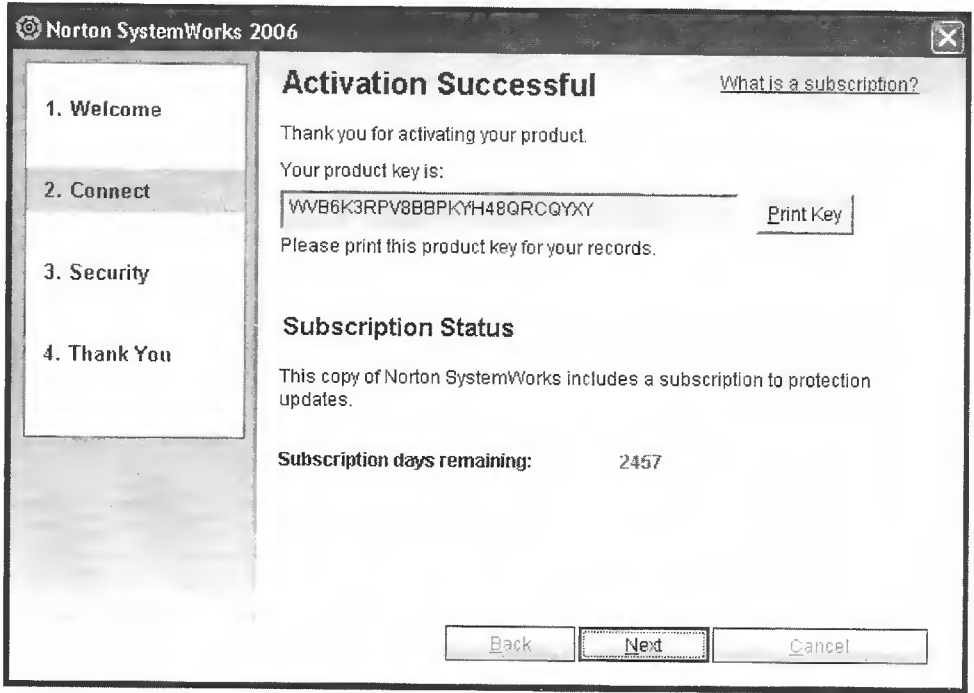 Norton SystemWorks 2006
1. Welcome
2. Connect
3. Security
4. Thank You
Activation Successful
What is a subscription?
Thank you for activating your product.
Your product key is:
WVB6K3RPV8BBPKYH48QRCQYXY
Print Key
Please print this product key for your records.
Subscription Status
This copy of Norton SystemWorks includes a subscription to protection
updates.
Subscription days remaining: 2457
Back Next Cancel